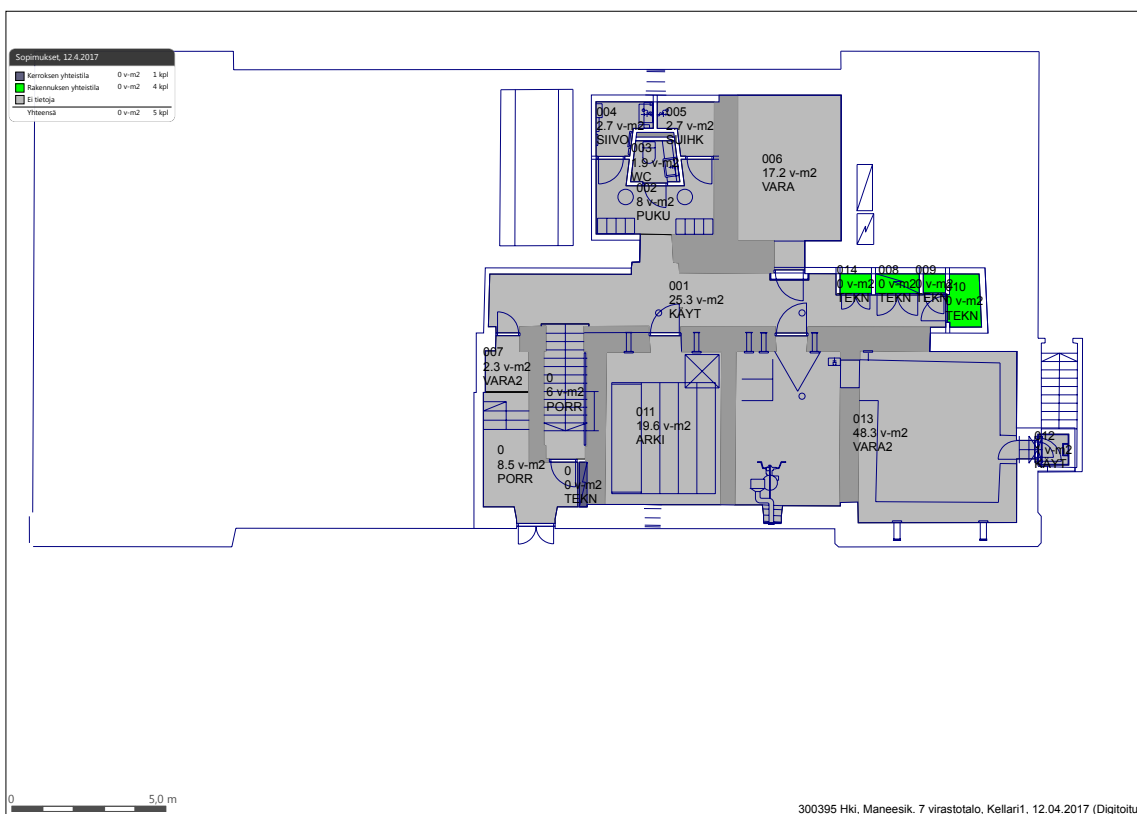 Sopimukset, 12.4.2017
Kerroksen yhteistila 0 v-m2 1 kpl
Rakennuksen yhteistila 0 v-m2 4 kpl
Ei tietoja
Yhteensä 0 v-m2 5 kpl
004
2.7 v-m2
SIIVO
005
2.7 v-m2
SUIHK
003
1.9 v-m2
WC
002
8 v-m2
PUKU
006
17.2 v-m2
VARA
014
0 v-m2
TEKN
008
0 v-m2
TEKN
009
0 v-m2
TEKN
010
0 v-m2
TEKN
001
25.3 v-m2
KÄYT
007
2.3 v-m2
VARA2
0
6 v-m2
PORR
011
19.6 v-m2
ARKI
013
48.3 v-m2
VARA2
012
v-m2
KÄYT
0
8.5 v-m2
PORR
0
0 v-m2
TEKN
0 5,0 m
300395 Hki, Maneesik. 7 virastotalo, Kellari1, 12.04.2017 (Digitoitu